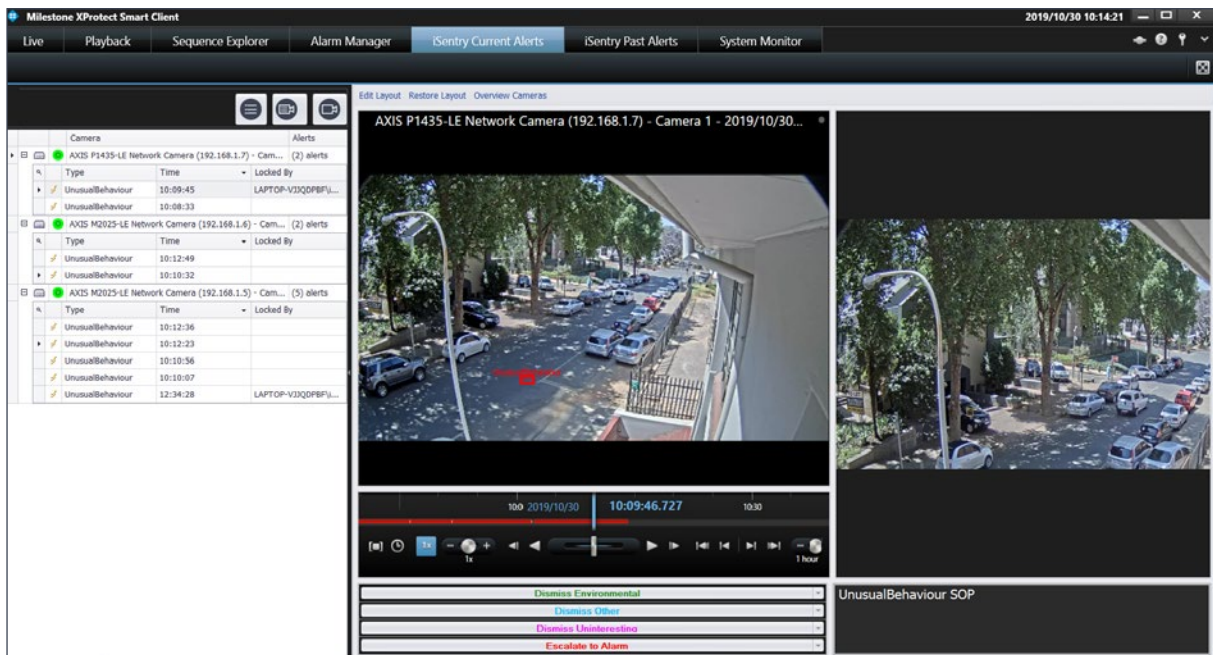 Milestone XProtect Smart Client 2019/10/30 10:14:21
Live Playback Sequence Explorer Alarm Manager iSentry Current Alerts iSentry Past Alerts System Monitor
Edit Layout Restore Layout Overview Cameras
AXIS P1435-LE Network Camera (192.168.1.7) - Camera 1 - 2019/10/30...
Camera Alerts
AXIS P1435-LE Network Camera (192.168.1.7) - Cam... (2) alerts
Type Time Locked By
UnusualBehaviour 10:09:45 LAPTOP-VJJQDPBF\i...
UnusualBehaviour 10:08:33
AXIS M2025-LE Network Camera (192.168.1.6) - Cam... (2) alerts
Type Time Locked By
UnusualBehaviour 10:12:49
UnusualBehaviour 10:10:32
AXIS M2025-LE Network Camera (192.168.1.5) - Cam... (5) alerts
Type Time Locked By
UnusualBehaviour 10:12:36
UnusualBehaviour 10:12:23
UnusualBehaviour 10:10:56
UnusualBehaviour 10:10:07
UnusualBehaviour 12:34:28 LAPTOP-VJJQDPBF\i...
2019/10/30 10:09:46.727 10:30
1x
1x 1 hour
Dismiss Environmental
Dismiss Other
Dismiss Uninteresting
Escalate to Alarm
UnusualBehaviour SOP